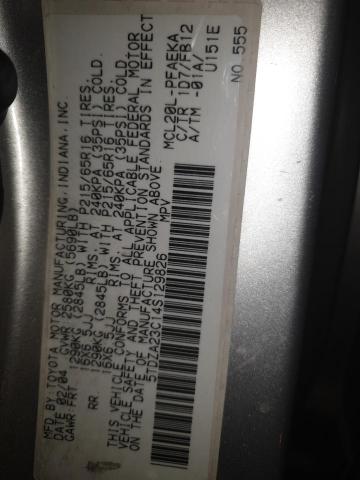 MFD BY: TOYOTA MOTOR MANUFACTURING, INDIANA, INC.
DATE 02/04 GVWR 2580KG (5690LB)
GAWR:FRT 1290KG (2845LB) WITH P215/65R16 TIRES,
16X6.5JJ RIMS, AT 240KPA (35PSI) COLD.
RR. 1290KG (2845LB) WITH P215/65R16 TIRES,
16X6.5JJ RIMS, AT 240KPA (35PSI) COLD.
THIS VEHICLE CONFORMS TO ALL APPLICABLE FEDERAL MOTOR
VEHICLE SAFETY AND THEFT PREVENTION STANDARDS IN EFFECT
ON THE DATE OF MANUFACTURE SHOWN ABOVE.
5TDZA23C14S129826
MPV
MCL20L-PFAEKA
C/TR 1D7/FB12
A/TM -01A/
U151E
NO. 555